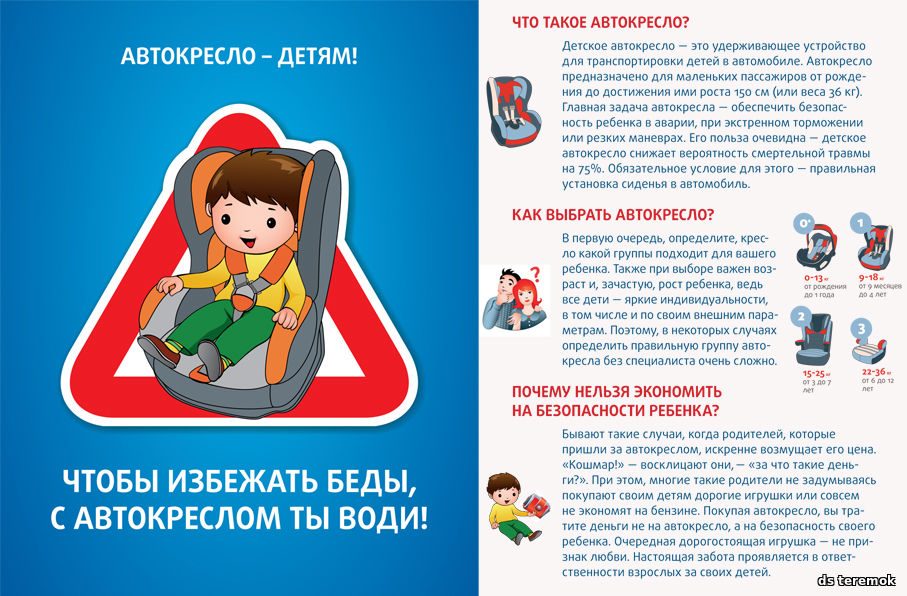 АВТОКРЕСЛО – ДЕТЯМ!
ЧТОБЫ ИЗБЕЖАТЬ БЕДЫ,
С АВТОКРЕСЛОМ ТЫ ВОДИ!
ЧТО ТАКОЕ АВТОКРЕСЛО?
Детское автокресло — это удерживающее устройство
для транспортировки детей в автомобиле. Автокресло
предназначено для маленьких пассажиров от рожде-
ния до достижения ими роста 150 см (или веса 36 кг).
Главная задача автокресла — обеспечить безопас-
ность ребенка в аварии, при экстренном торможении
или резких маневрах. Его польза очевидна — детское
автокресло снижает вероятность смертельной травмы
на 75%. Обязательное условие для этого — правильная
установка сиденья в автомобиль.
КАК ВЫБРАТЬ АВТОКРЕСЛО?
В первую очередь, определите, крес-
ло какой группы подходит для вашего
ребенка. Также при выборе важен воз-
раст и, зачастую, рост ребенка, ведь
все дети — яркие индивидуальности,
в том числе и по своим внешним пара-
метрам. Поэтому, в некоторых случаях
определить правильную группу авто-
кресла без специалиста очень сложно.
?
0+
0-13 кг
от рождения
до 1 года
1
9-18 кг
от 9 месяцев
до 4 лет
2
15-25 кг
от 3 до 7
лет
3
22-36 кг
от 6 до 12
лет
ПОЧЕМУ НЕЛЬЗЯ ЭКОНОМИТЬ
НА БЕЗОПАСНОСТИ РЕБЕНКА?
Бывают такие случаи, когда родителей, которые
пришли за автокреслом, искренне возмущает его цена.
«Кошмар!» — восклицают они, — «за что такие день-
ги?». При этом, многие такие родители не задумываясь
покупают своим детям дорогие игрушки или совсем
не экономят на бензине. Покупая автокресло, вы тра-
тите деньги не на автокресло, а на безопасность своего
ребенка. Очередная дорогостоящая игрушка — не при-
знак любви. Настоящая забота проявляется в ответ-
ственности взрослых за своих детей.
ds teremok